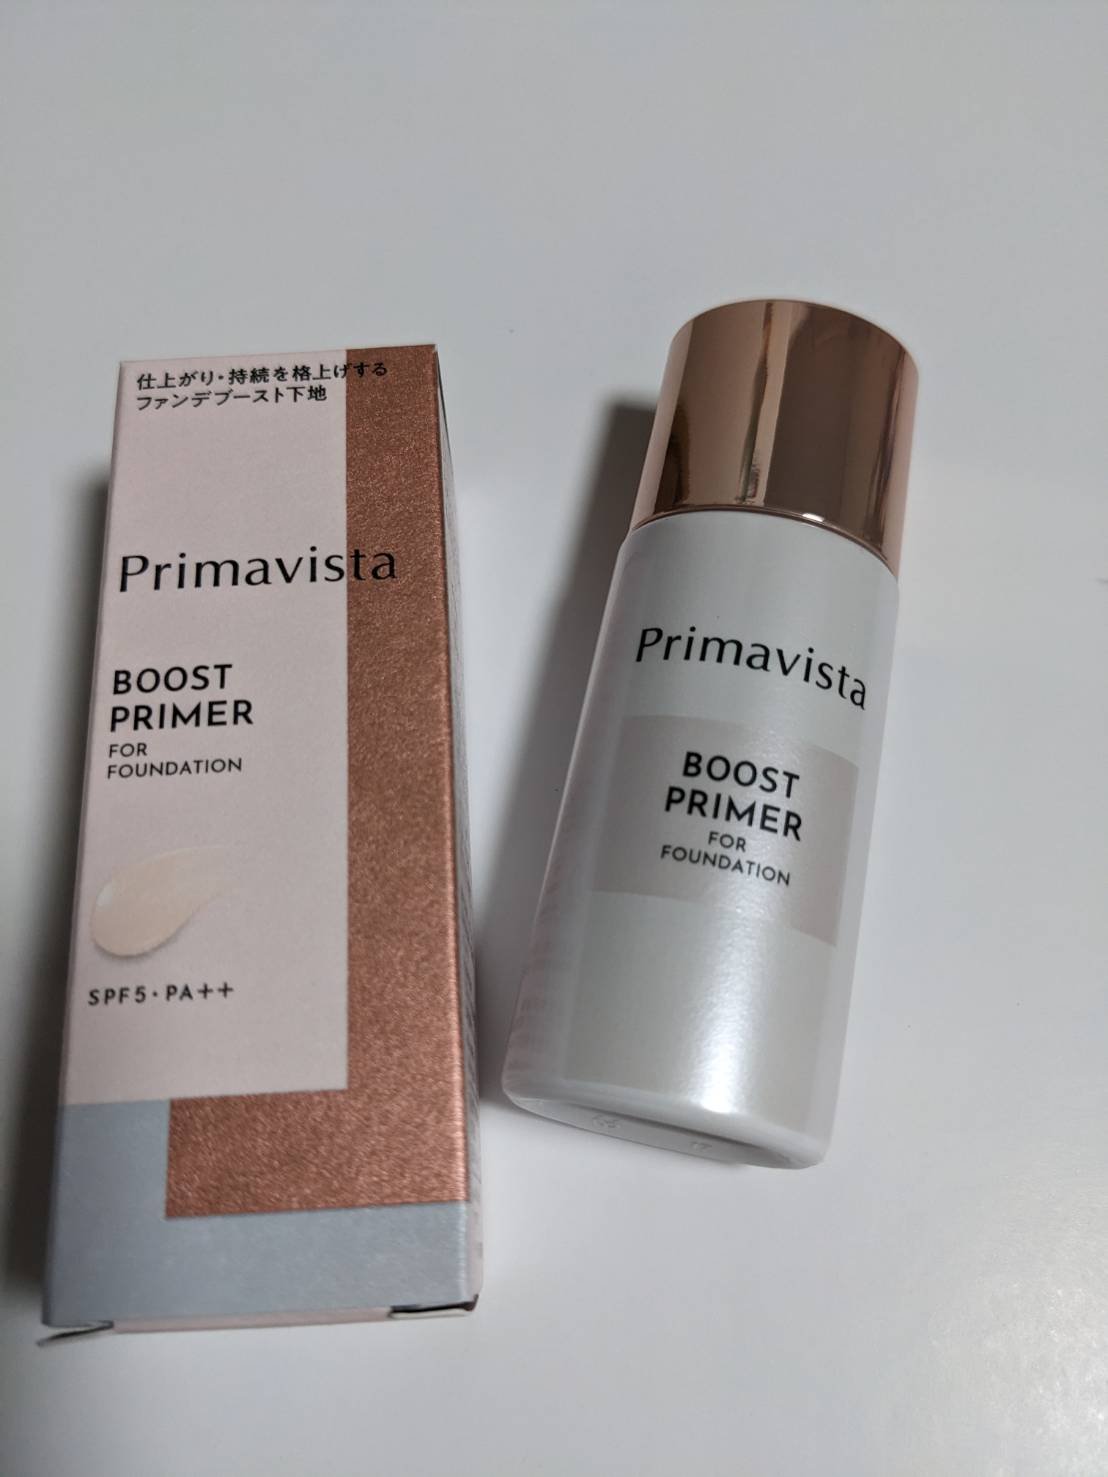 仕上がり・持続を格上げする
ファンデブースト下地
Primavista
BOOST
PRIMER
FOR
FOUNDATION
SPF5・PA++
Primavista
BOOST
PRIMER
FOR
FOUNDATION